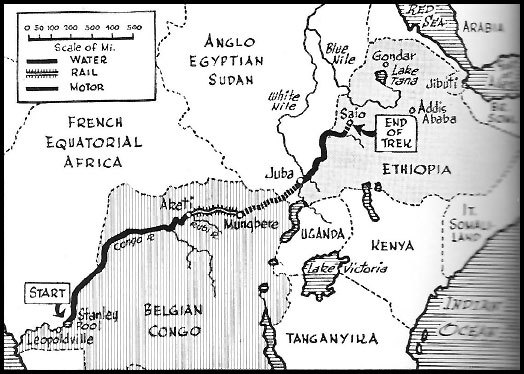 0 50 100 200 300 400 500
Scale of Mi.
WATER
RAIL
MOTOR
ANGLO
EGYPTIAN
SUDAN
Blue
Nile
RED
SEA
ARABIA
Gondar
Lake
Tana
Jibuti
White
Nile
Saio
Addis
Ababa
END
OF
TREK
FRENCH
EQUATORIAL
AFRICA
Juba
ETHIOPIA
Aketi
Mungbere
Congo R.
UGANDA
KENYA
IT.
SOMALI-
LAND
START
Stanley
Pool
Leopoldville
BELGIAN
CONGO
Lake Victoria
TANGANYIKA
INDIAN
OCEAN